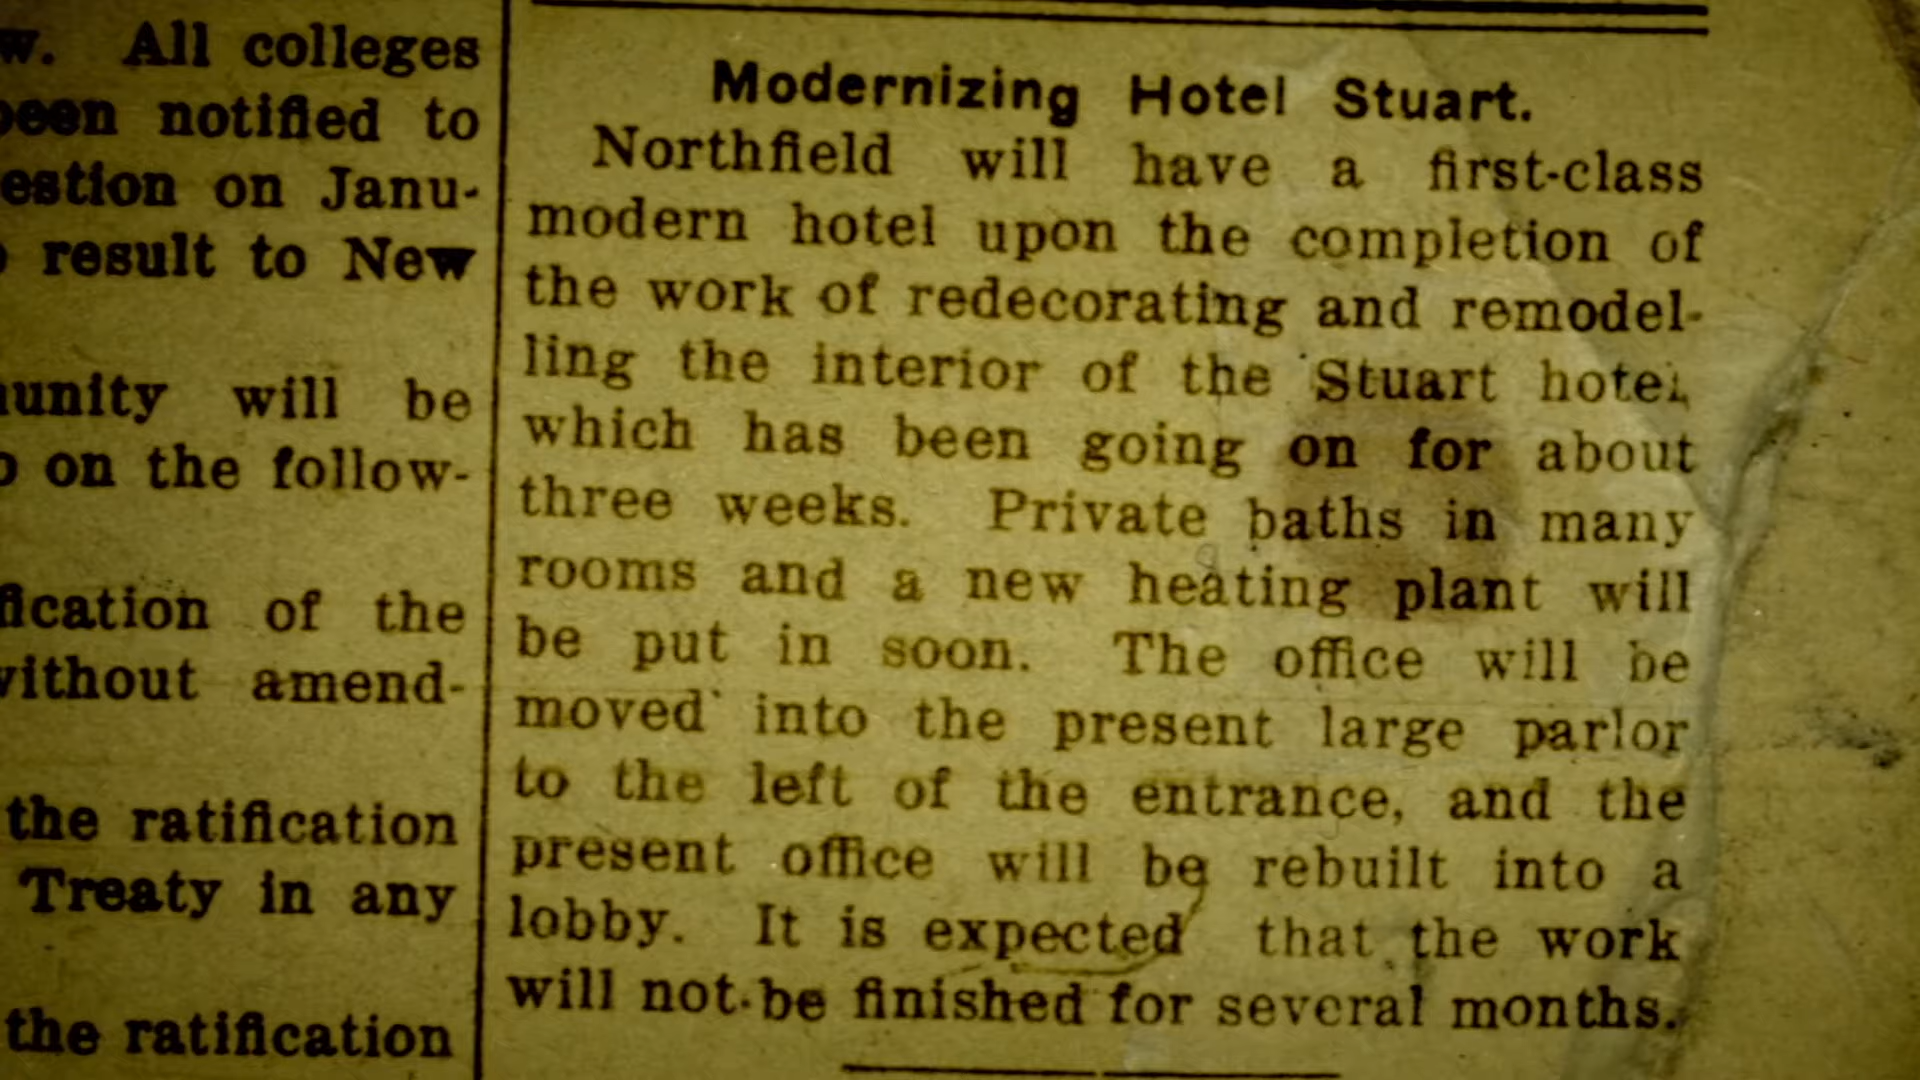 w. All colleges
been notified to
estion on Janu-
result to New
munity will be
on the follow-
fication of the
without amend-
the ratification
Treaty in any
the ratification
Modernizing Hotel Stuart.
Northfield will have a first-class
modern hotel upon the completion of
the work of redecorating and remodel-
ling the interior of the Stuart hotel
which has been going on for about
three weeks. Private baths in many
rooms and a new heating plant will
be put in soon. The office will be
moved into the present large parlor
to the left of the entrance, and the
present office will be rebuilt into a
lobby. It is expected that the work
will not be finished for several months.